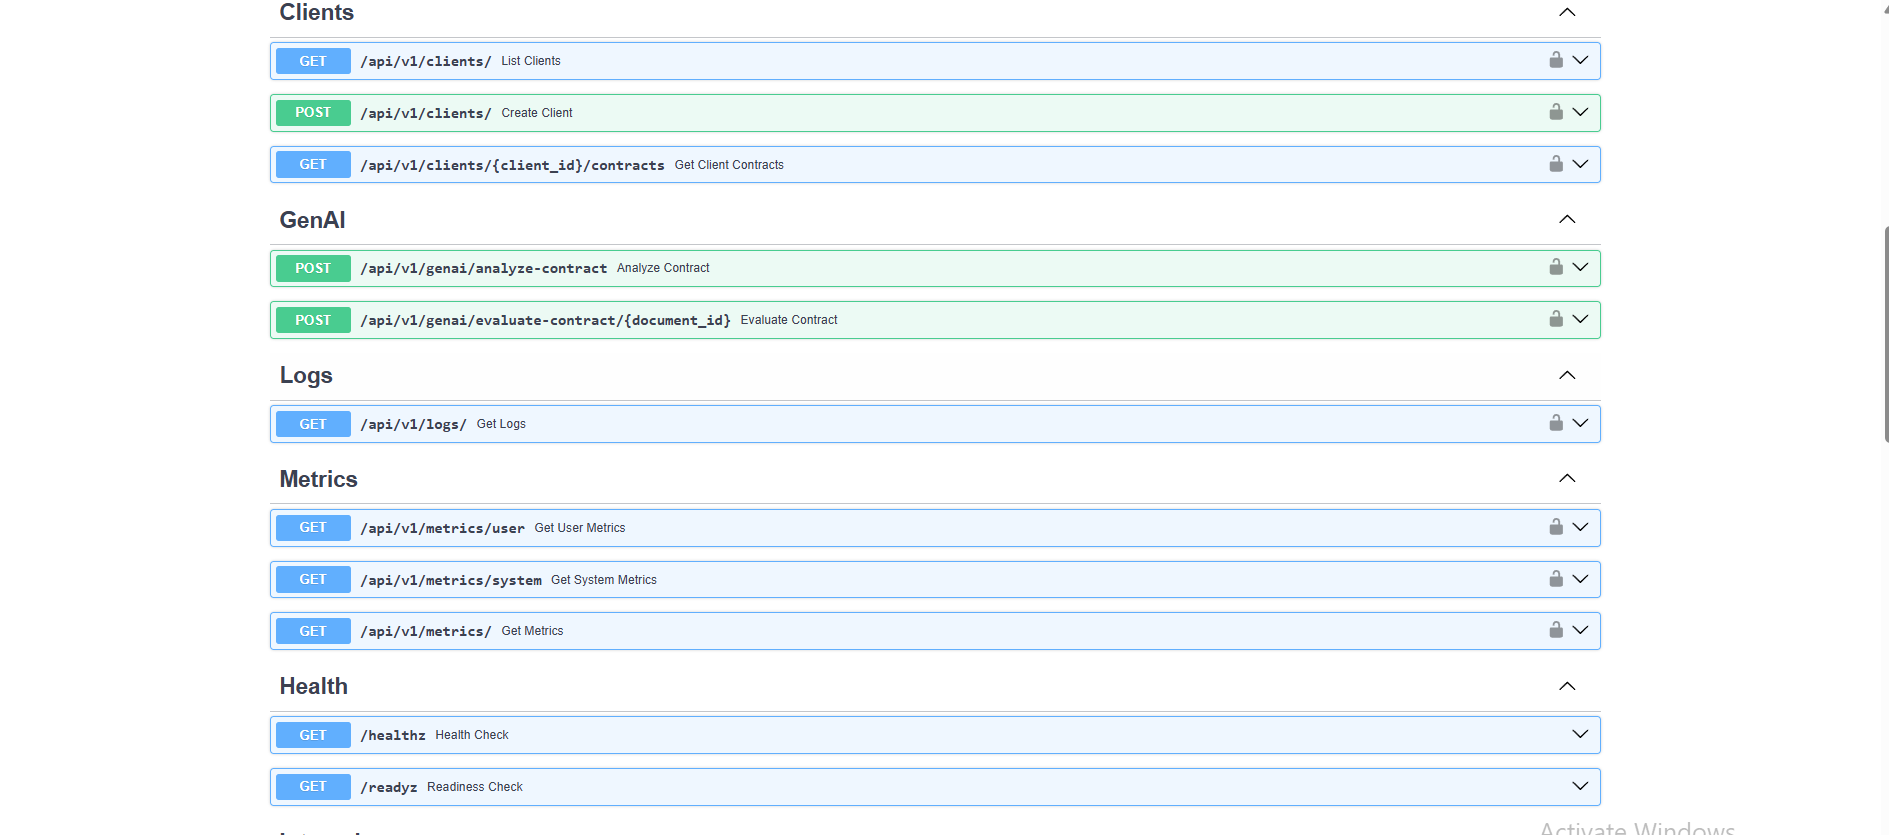 Clients
GET /api/v1/clients/ List Clients
POST /api/v1/clients/ Create Client
GET /api/v1/clients/{client_id}/contracts Get Client Contracts
GenAI
POST /api/v1/genai/analyze-contract Analyze Contract
POST /api/v1/genai/evaluate-contract/{document_id} Evaluate Contract
Logs
GET /api/v1/logs/ Get Logs
Metrics
GET /api/v1/metrics/user Get User Metrics
GET /api/v1/metrics/system Get System Metrics
GET /api/v1/metrics/ Get Metrics
Health
GET /healthz Health Check
GET /readyz Readiness Check
Activate Windows